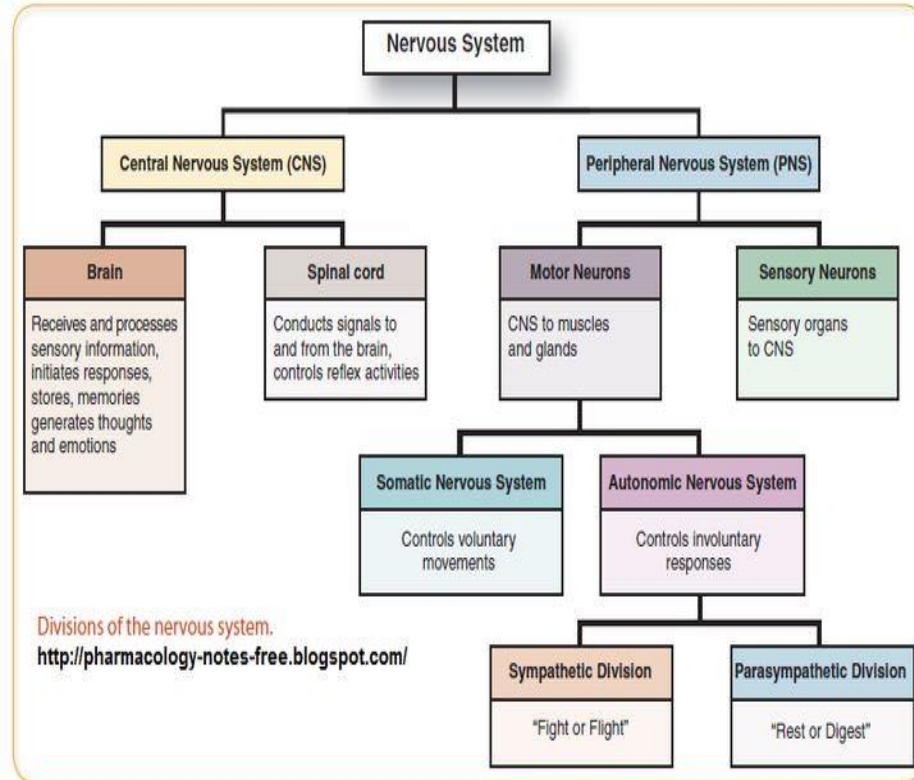 Nervous System
Central Nervous System (CNS)
Peripheral Nervous System (PNS)
Brain
Receives and processes
sensory information,
initiates responses,
stores, memories
generates thoughts
and emotions
Spinal cord
Conducts signals to
and from the brain,
controls reflex activities
Motor Neurons
CNS to muscles
and glands
Sensory Neurons
Sensory organs
to CNS
Somatic Nervous System
Controls voluntary
movements
Autonomic Nervous System
Controls involuntary
responses
Sympathetic Division
“Fight or Flight”
Parasympathetic Division
“Rest or Digest”
Divisions of the nervous system.
http://pharmacology-notes-free.blogspot.com/